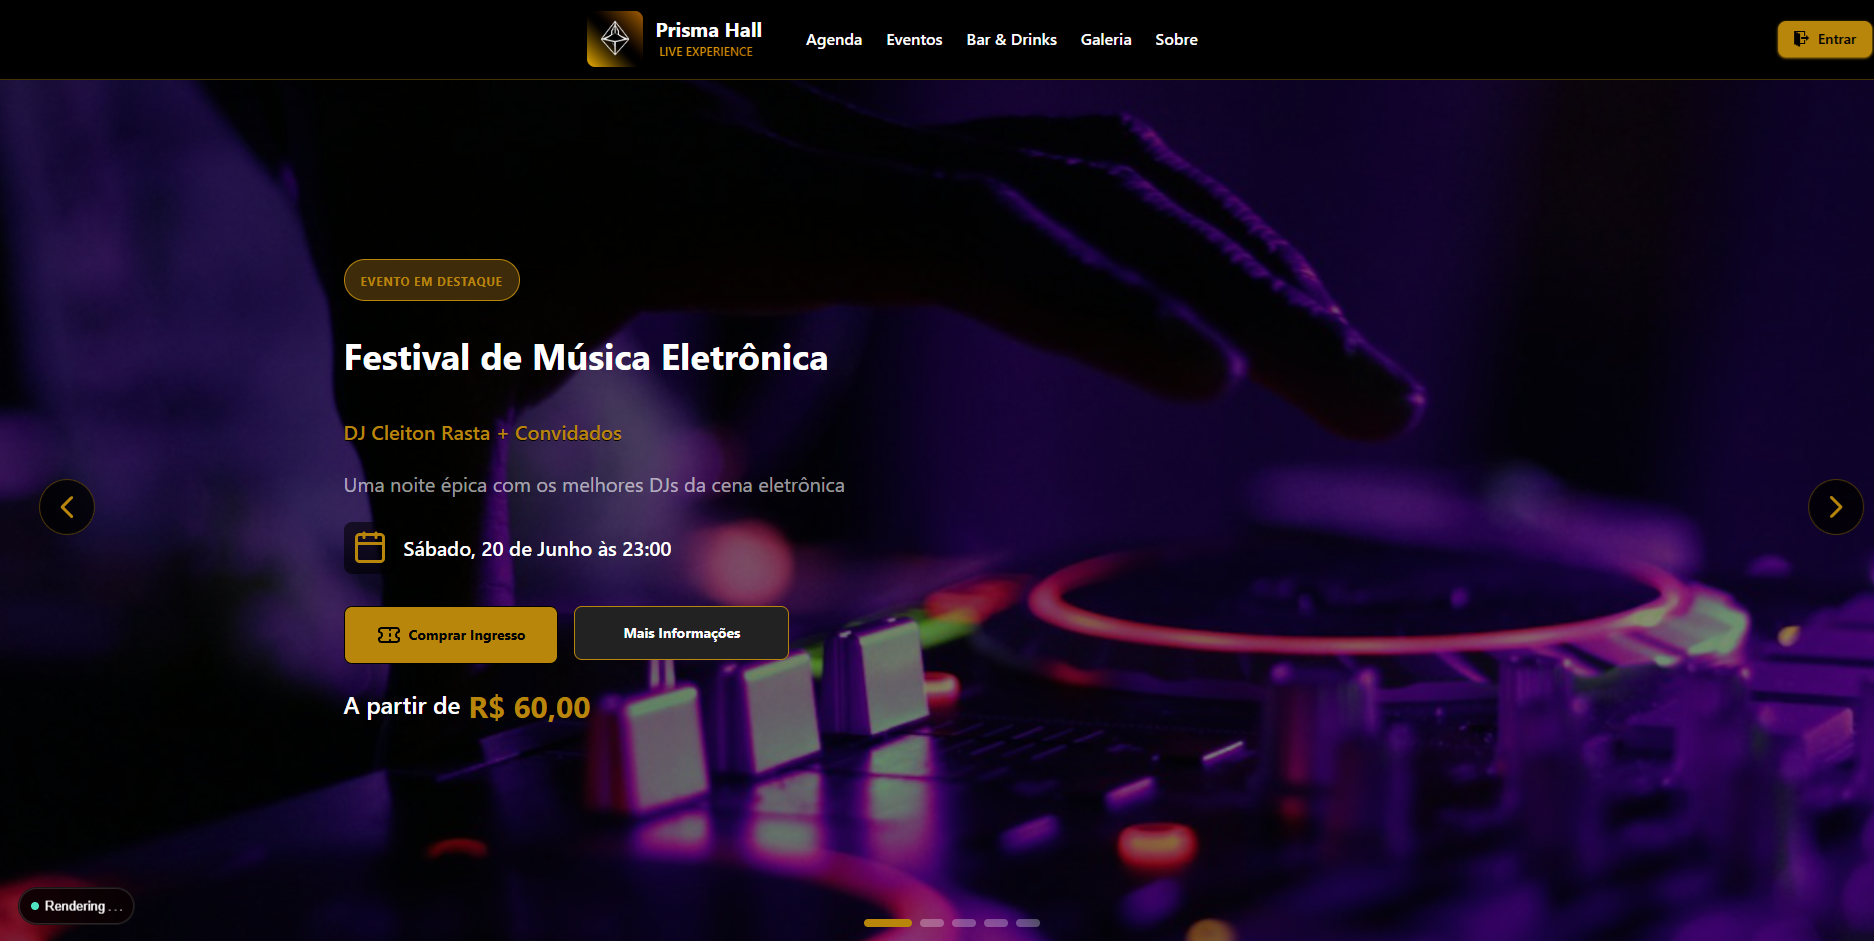 Prisma Hall
LIVE EXPERIENCE
Agenda
Eventos
Bar & Drinks
Galeria
Sobre
Entrar
EVENTO EM DESTAQUE
Festival de Música Eletrônica
DJ Cleiton Rasta + Convidados
Uma noite épica com os melhores DJs da cena eletrônica
Sábado, 20 de Junho às 23:00
Comprar Ingresso
Mais Informações
A partir de R$ 60,00
Rendering...